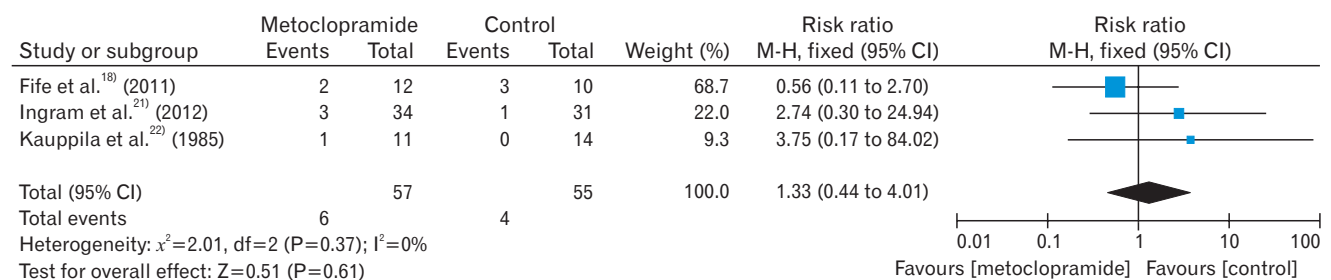 Metoclopramide Control Risk ratio Risk ratio
Study or subgroup Events Total Events Total Weight (%) M-H, fixed (95% CI) M-H, fixed (95% CI)
Fife et al.18) (2011) 2 12 3 10 68.7 0.56 (0.11 to 2.70)
Ingram et al.21) (2012) 3 34 1 31 22.0 2.74 (0.30 to 24.94)
Kauppila et al.22) (1985) 1 11 0 14 9.3 3.75 (0.17 to 84.02)
Total (95% CI) 57 55 100.0 1.33 (0.44 to 4.01)
Total events 6 4
Heterogeneity: x²=2.01, df=2 (P=0.37); I²=0%
Test for overall effect: Z=0.51 (P=0.61)
0.01 0.1 1 10 100
Favours [metoclopramide] Favours [control]